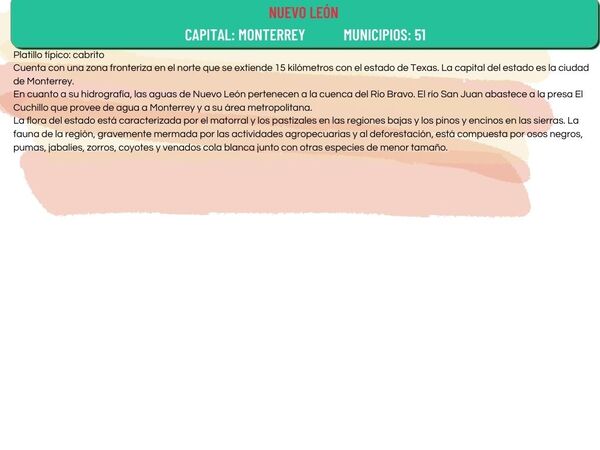 NUEVO LEÓN
CAPITAL: MONTERREY MUNICIPIOS: 51
Platillo típico: cabrito
Cuenta con una zona fronteriza en el norte que se extiende 15 kilómetros con el estado de Texas. La capital del estado es la ciudad
de Monterrey.
En cuanto a su hidrografía, las aguas de Nuevo León pertenecen a la cuenca del Río Bravo. El río San Juan abastece a la presa El
Cuchillo que provee de agua a Monterrey y a su área metropolitana.
La flora del estado está caracterizada por el matorral y los pastizales en las regiones bajas y los pinos y encinos en las sierras. La
fauna de la región, gravemente mermada por las actividades agropecuarias y al deforestación, está compuesta por osos negros,
pumas, jabalíes, zorros, coyotes y venados cola blanca junto con otras especies de menor tamaño.